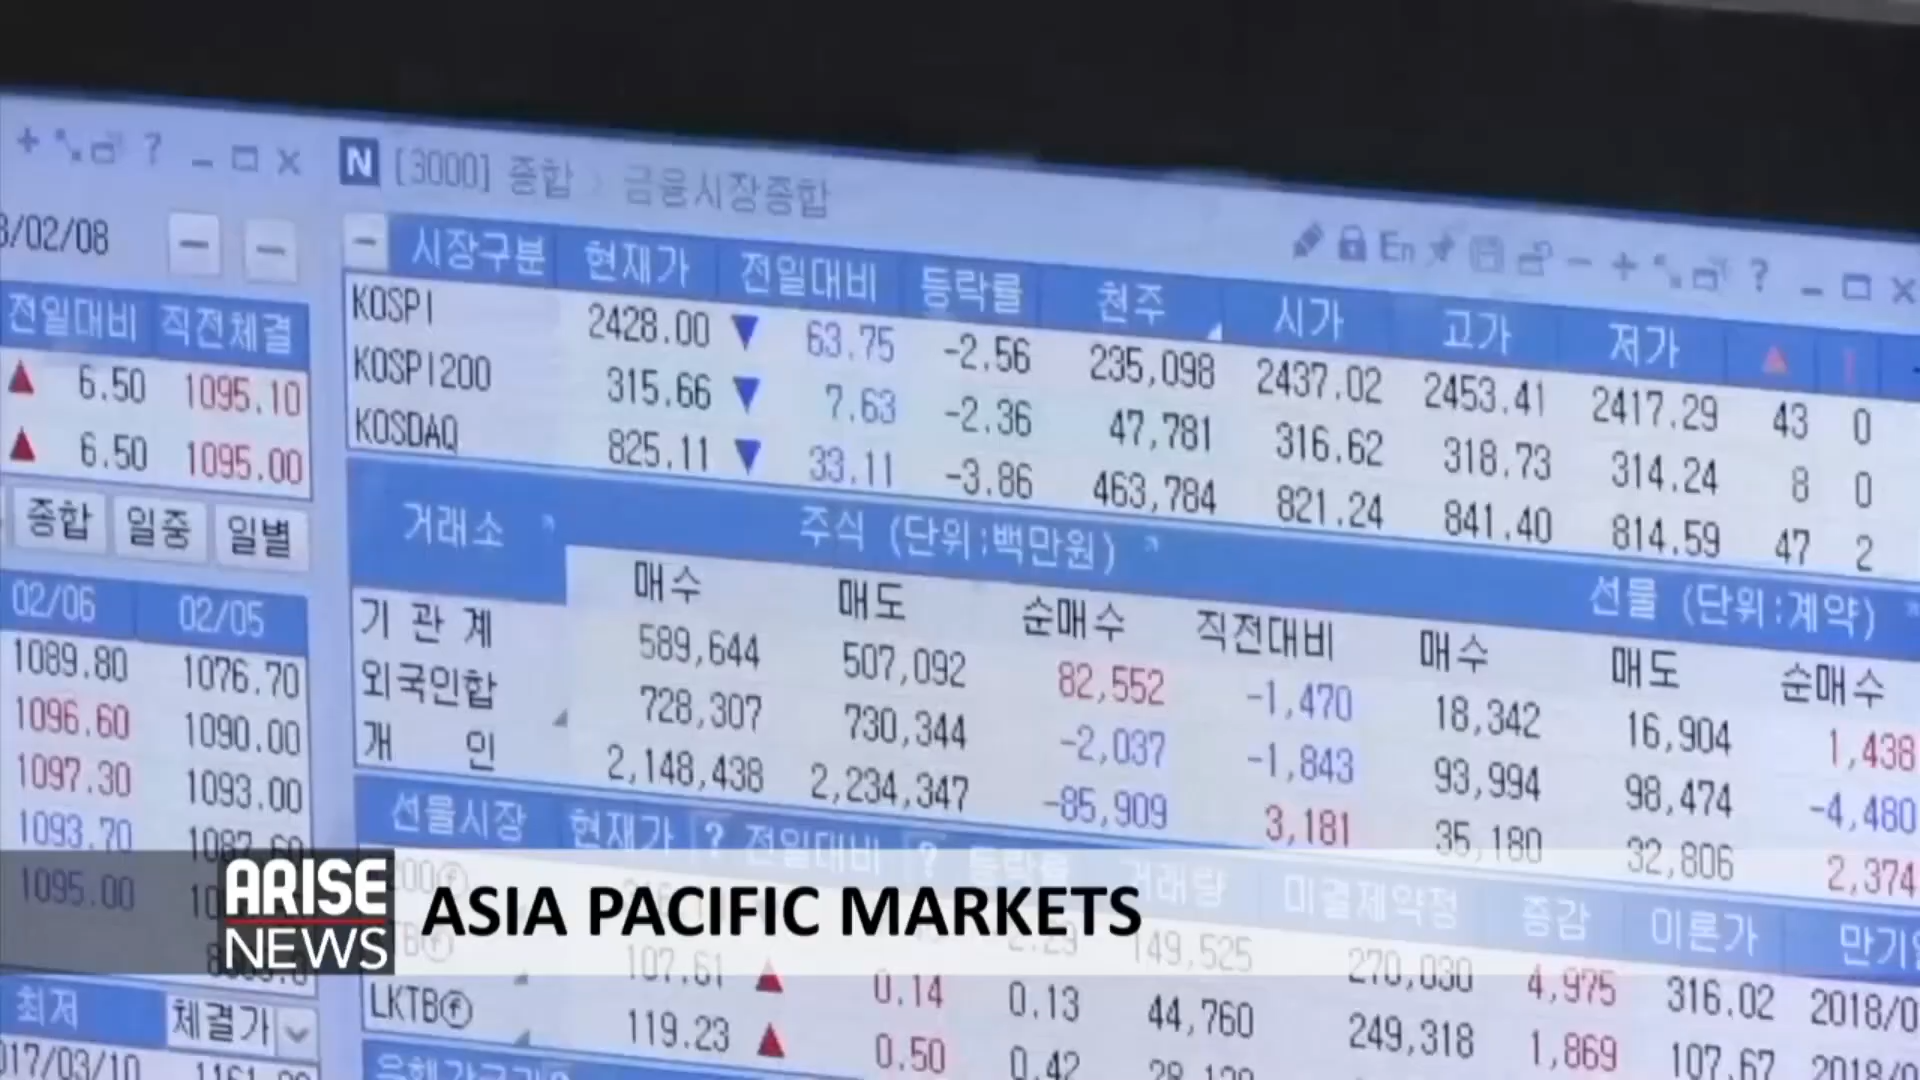 [3000] 종합 > 금융시장종합
En
/02/08
전일대비 직전체결
▲ 6.50 1095.10
▲ 6.50 1095.00
종합 일중 일별
02/06 02/05
1089.80 1076.70
1096.60 1090.00
1097.30 1093.00
1093.70 1087.60
1095.00
최저 체결가
시장구분 현재가 전일대비 등락률 천주 시가 고가 저가
KOSPI 2428.00 ▼ 63.75 -2.56 235,098 2437.02 2453.41 2417.29 43 0
KOSPI200 315.66 ▼ 7.63 -2.36 47,781 316.62 318.73 314.24 8 0
KOSDAQ 825.11 ▼ 33.11 -3.86 463,784 821.24 841.40 814.59 47 2
거래소 주식 (단위:백만원) 선물 (단위:계약)
매수 매도 순매수 직전대비 매수 매도 순매수
기 관 계 589,644 507,092 82,552 -1,470 18,342 16,904 1,438
외국인합 728,307 730,344 -2,037 -1,843 93,994 98,474 -4,480
개 인 2,148,438 2,234,347 -85,909 3,181 35,180 32,806 2,374
선물시장 현재가 ? 전일대비 ? 등락률 거래량 미결제약정 증감 이론가
149,525 270,030 4,975 316.02 2018/0
107.61 ▲ 0.14 0.13 44,760 249,318 1,869 107.67
LKTBⓕ 119.23 ▲ 0.50 0.42
ARISE
NEWS
ASIA PACIFIC MARKETS